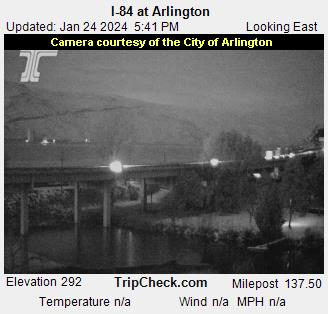 I-84 at Arlington
Updated: Jan 24 2024 5:41 PM Looking East
Camera courtesy of the City of Arlington
Elevation 292 TripCheck.com Milepost 137.50
Temperature n/a Wind n/a MPH n/a